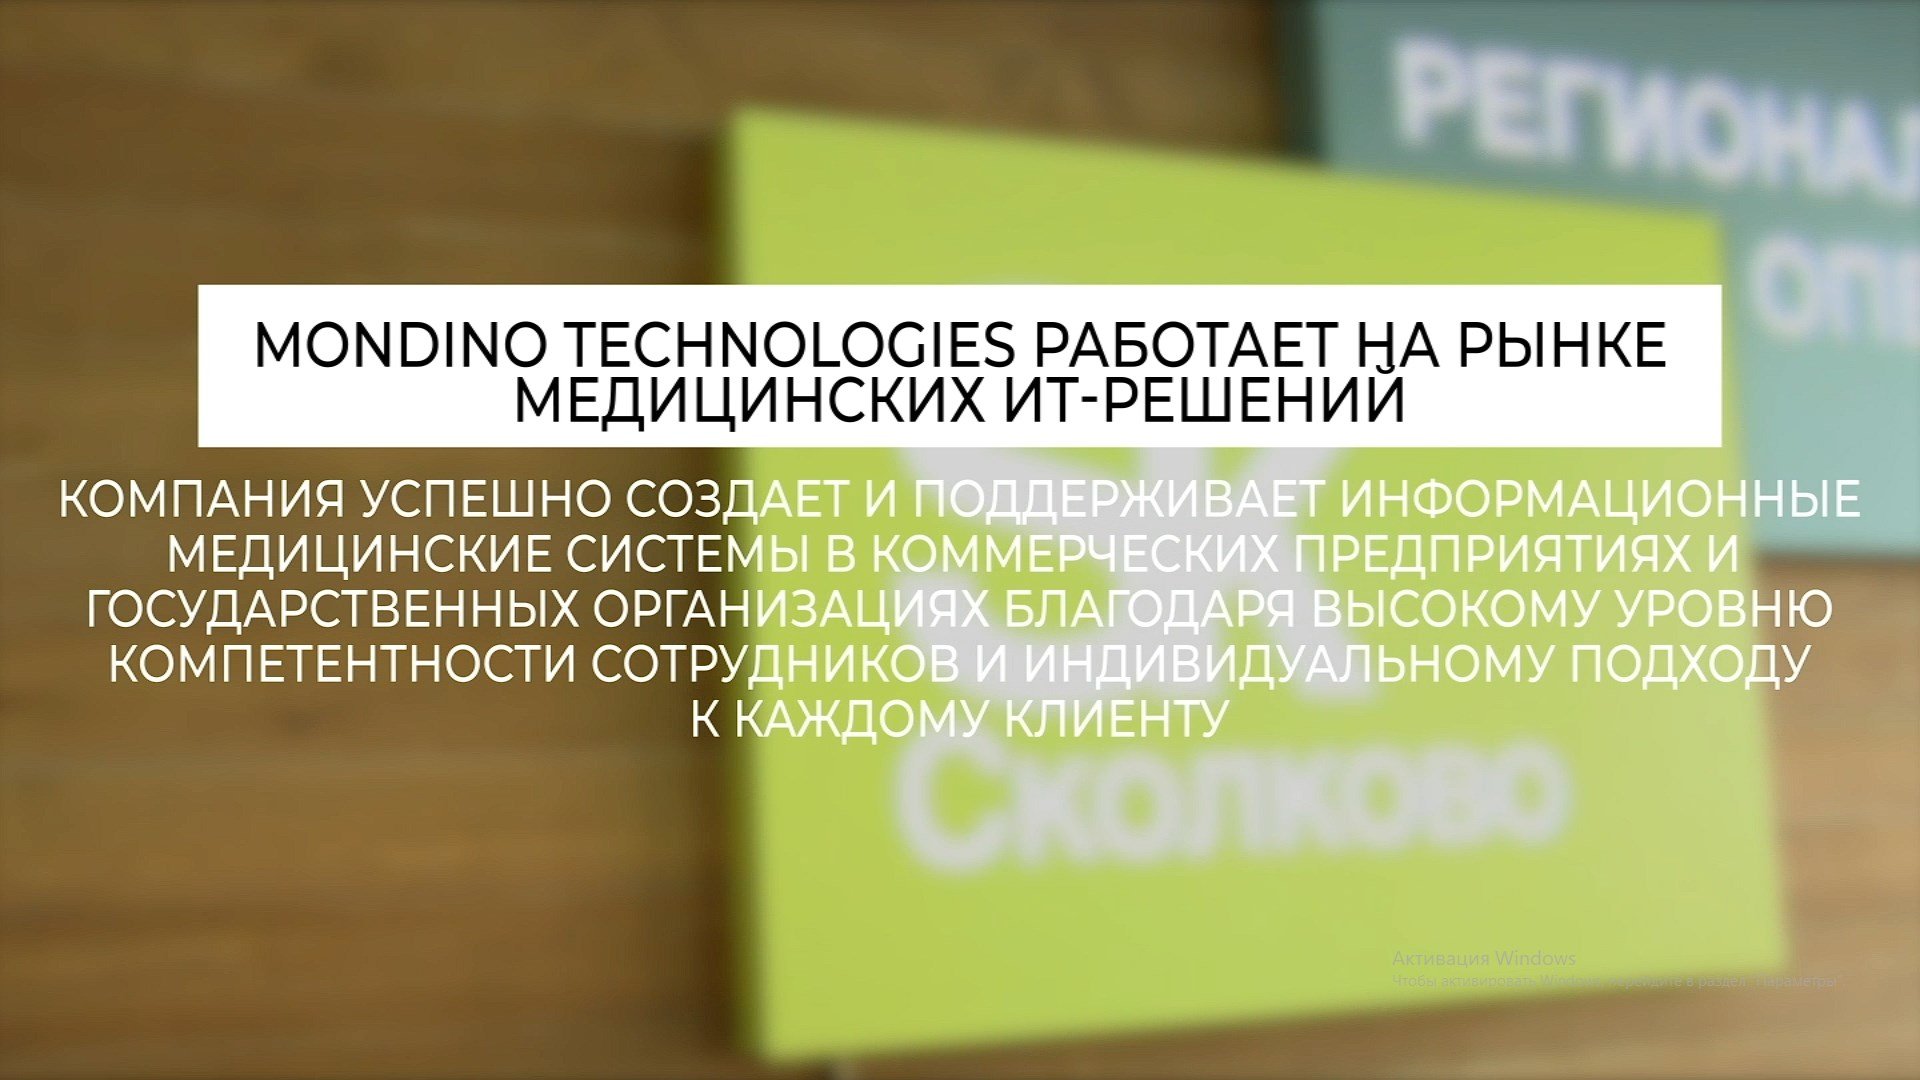 РЕГИОНАЛ
ОП
MONDINO TECHNOLOGIES РАБОТАЕТ НА РЫНКЕ
МЕДИЦИНСКИХ ИТ-РЕШЕНИЙ
КОМПАНИЯ УСПЕШНО СОЗДАЕТ И ПОДДЕРЖИВАЕТ ИНФОРМАЦИОННЫЕ
МЕДИЦИНСКИЕ СИСТЕМЫ В КОММЕРЧЕСКИХ ПРЕДПРИЯТИЯХ И
ГОСУДАРСТВЕННЫХ ОРГАНИЗАЦИЯХ БЛАГОДАРЯ ВЫСОКОМУ УРОВНЮ
КОМПЕТЕНТНОСТИ СОТРУДНИКОВ И ИНДИВИДУАЛЬНОМУ ПОДХОДУ
К КАЖДОМУ КЛИЕНТУ
Сколково
Активация Windows
Чтобы активировать Windows, перейдите в раздел "Параметры